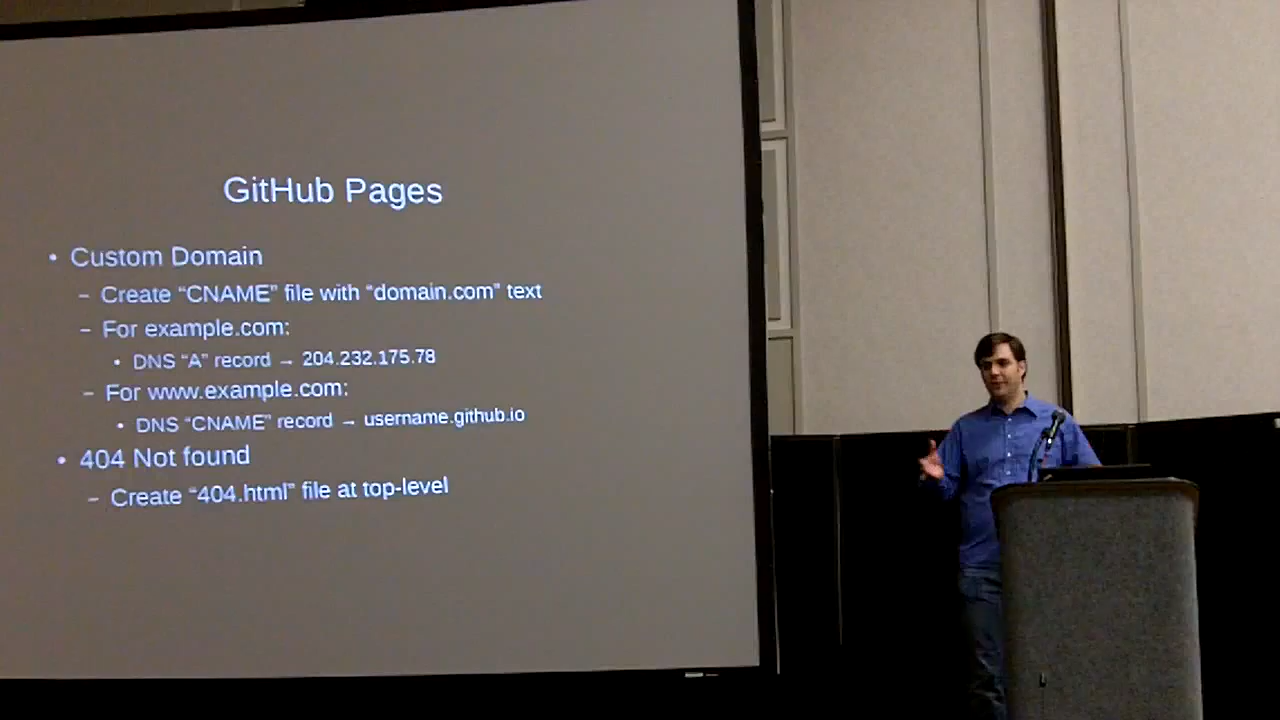 GitHub Pages
• Custom Domain
– Create “CNAME” file with “domain.com” text
– For example.com:
• DNS “A” record → 204.232.175.78
– For www.example.com:
• DNS “CNAME” record → username.github.io
• 404 Not found
– Create “404.html” file at top-level